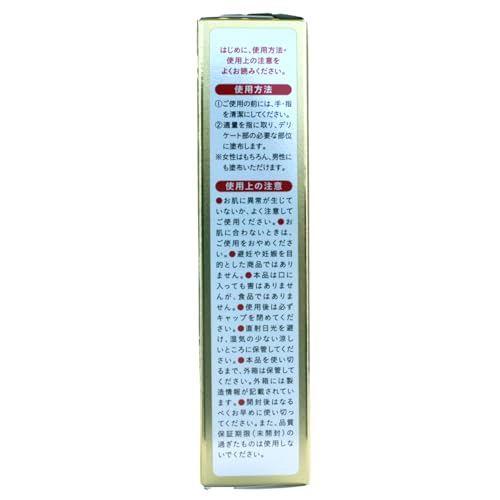 はじめに、使用方法・
使用上の注意を
よくお読みください。
使用方法
①ご使用の前には、手・指
を清潔にしてください。
②適量を指に取り、デリ
ケート部の必要な部位
に塗布します。
※女性はもちろん、男性に
も塗布いただけます。
使用上の注意
●お肌に異常が生じて
いないか、よく注意して
ご使用ください。●お
肌に合わないときは、
ご使用をおやめくださ
い。●避妊や妊娠を目
的とした商品ではありま
せん。●本品は口に
入っても害はありませ
んが、食品ではありま
せん。●使用後は必ず
キャップを閉めてくださ
い。●直射日光を避
け、湿気の少ない涼し
いところに保管してくだ
さい。●本品を使い切
るまで、外箱は保管して
ください。外箱には製
造情報が記載されてい
ます。●開封後はなる
べくお早めに使い切っ
てください。また、品質
保証期限(未開封)の
過ぎたものは使用しな
いでください。